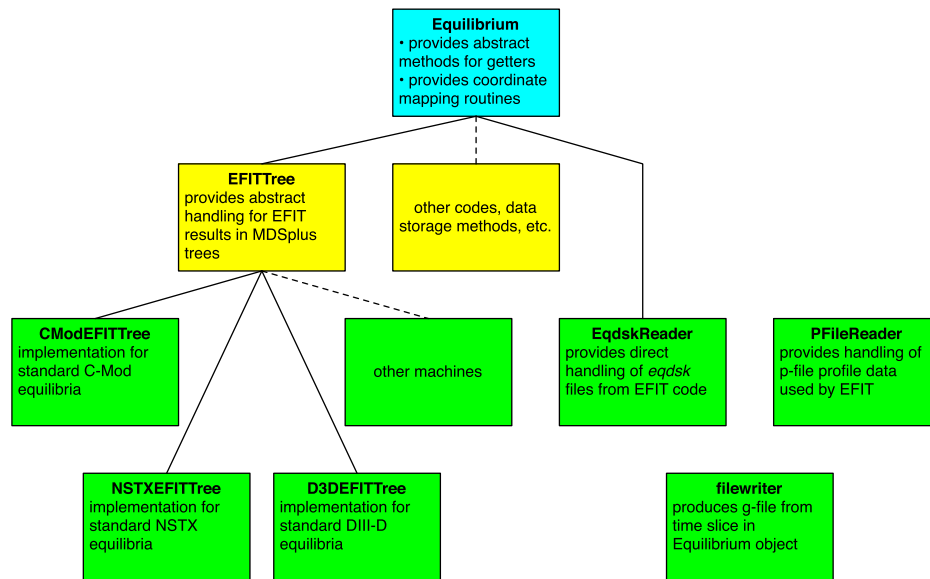 Equilibrium
• provides abstract
methods for getters
• provides coordinate
mapping routines
EFITTree
provides abstract
handling for EFIT
results in MDSplus
trees
other codes, data
storage methods, etc.
CModEFITTree
implementation for
standard C-Mod
equilibria
other machines
EqdskReader
provides direct
handling of eqdsk
files from EFIT code
PFileReader
provides handling of
p-file profile data
used by EFIT
NSTXEFITTree
implementation for
standard NSTX
equilibria
D3DEFITTree
implementation for
standard DIII-D
equilibria
filewriter
produces g-file from
time slice in
Equilibrium object